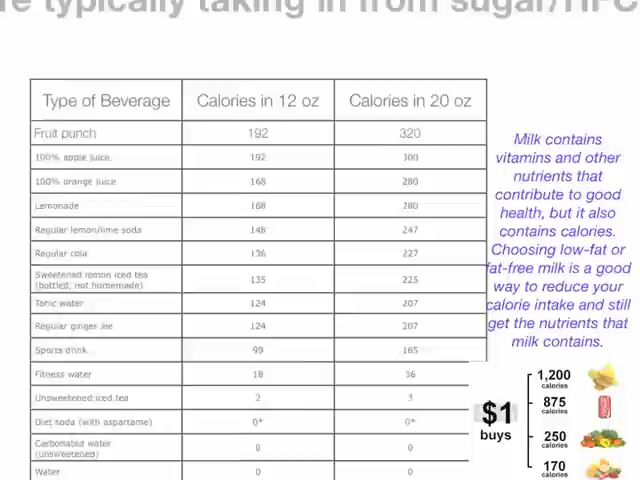 re typically taking in from sugar/HFC
Type of Beverage Calories in 12 oz Calories in 20 oz
Fruit punch 192 320
100% apple juice 192 300
100% orange juice 168 280
Lemonade 168 280
Regular lemon/lime soda 148 247
Regular cola 136 227
Sweetened lemon iced tea
(bottled, not homemade) 135 225
Tonic water 124 207
Regular ginger ale 124 207
Sports drink 99 165
Fitness water 18 36
Unsweetened iced tea 2 3
Diet soda (with aspartame) 0* 0*
Carbonated water
(unsweetened) 0 0
Water 0 0
Milk contains
vitamins and other
nutrients that
contribute to good
health, but it also
contains calories.
Choosing low-fat or
fat-free milk is a good
way to reduce your
calorie intake and still
get the nutrients that
milk contains.
$1
buys
1,200
calories
875
calories
250
calories
170
calories